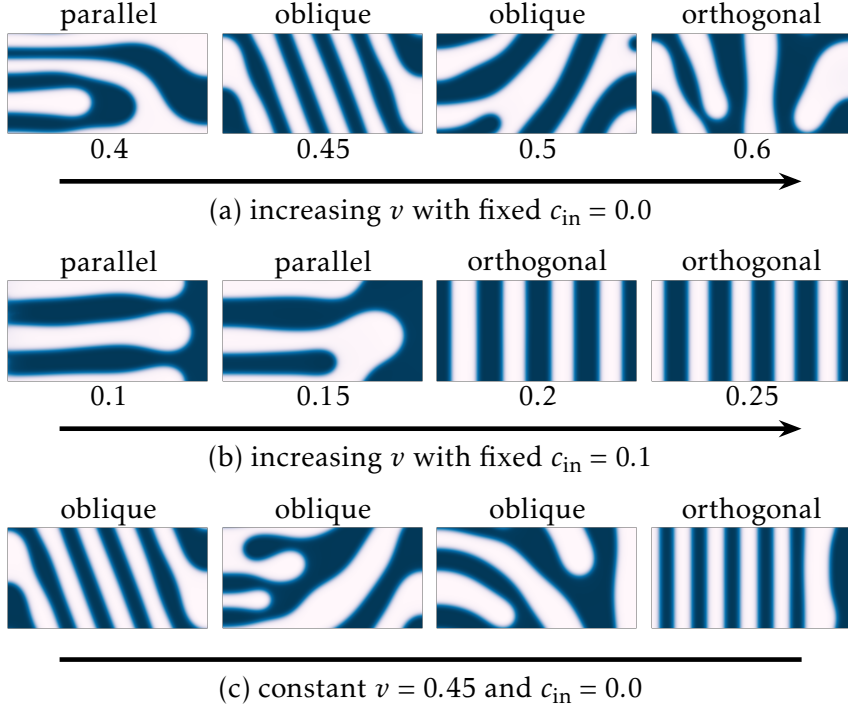 parallel oblique oblique orthogonal
0.4 0.45 0.5 0.6
(a) increasing v with fixed c_in = 0.0
parallel parallel orthogonal orthogonal
0.1 0.15 0.2 0.25
(b) increasing v with fixed c_in = 0.1
oblique oblique oblique orthogonal
(c) constant v = 0.45 and c_in = 0.0